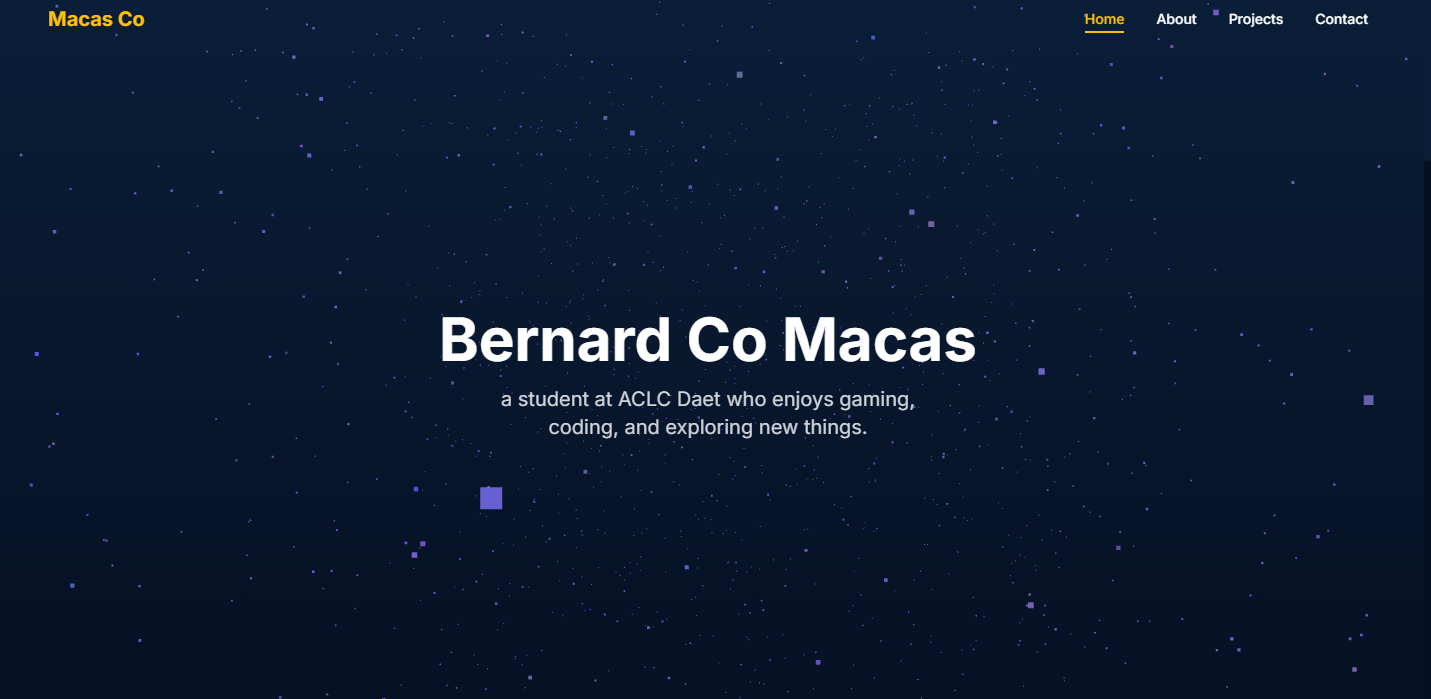 Macas Co
Home About Projects Contact
Bernard Co Macas
a student at ACLC Daet who enjoys gaming,
coding, and exploring new things.